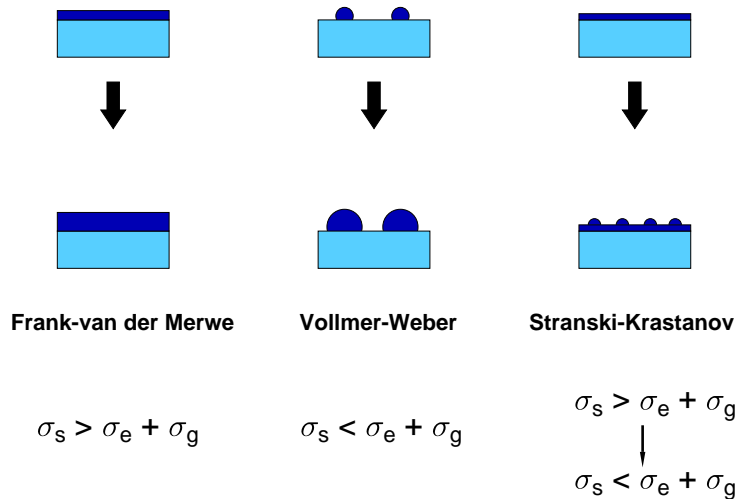 Frank-van der Merwe
Vollmer-Weber
Stranski-Krastanov
σs > σe + σg
σs < σe + σg
σs > σe + σg
σs < σe + σg